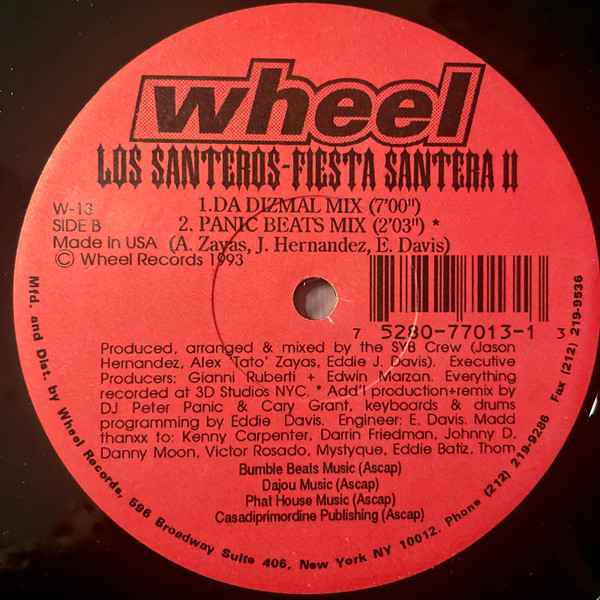 wheel
LOS SANTEROS-FIESTA SANTERA II
1.DA DIZMAL MIX (7'00")
2. PANIC BEATS MIX (2'03") *
(A. Zayas, J. Hernandez, E. Davis)
W-13
SIDE B
Made in USA
© Wheel Records 1993
7 5280-77013-1 3
Produced, arranged & mixed by the SYB Crew (Jason
Hernandez, Alex 'Tato' Zayas, Eddie J. Davis). Executive
Producers: Gianni Ruberti + Edwin Marzan. Everything
recorded at 3D Studios NYC. * Add'l production+remix by
DJ Peter Panic & Cary Grant, keyboards & drums
programming by Eddie Davis. Engineer: E. Davis. Madd
thanxx to: Kenny Carpenter, Darrin Friedman, Johnny D,
Danny Moon, Victor Rosado, Mystyque, Eddie Batiz, Thom
Bumble Beats Music (Ascap)
Dajou Music (Ascap)
Phat House Music (Ascap)
Casadiprimordine Publishing (Ascap)
Mfd. and Dist. by Wheel Records, 596 Broadway Suite 406, New York NY 10012. Phone (212) 219-9286 Fax (212) 219-9536